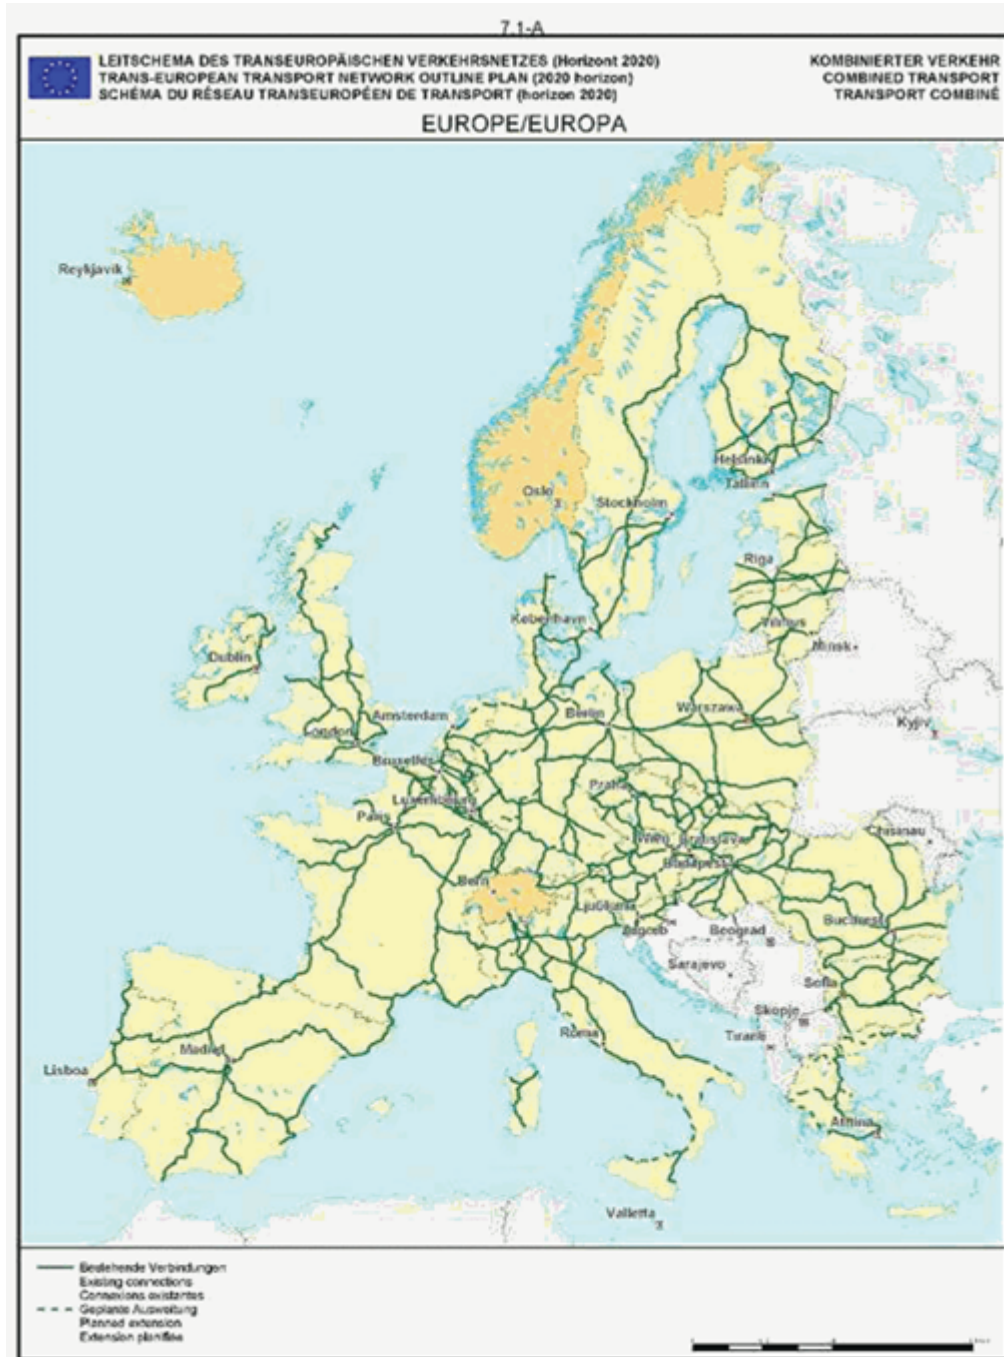 7.1-A
LEITSCHEMA DES TRANSEUROPÄISCHEN VERKEHRSNETZES (Horizont 2020)
TRANS-EUROPEAN TRANSPORT NETWORK OUTLINE PLAN (2020 horizon)
SCHÉMA DU RÉSEAU TRANSEUROPÉEN DE TRANSPORT (horizon 2020)
KOMBINIERTER VERKEHR
COMBINED TRANSPORT
TRANSPORT COMBINÉ
EUROPE/EUROPA
Reykjavik
Helsinki
Tallinn
Oslo
Stockholm
Riga
København
Vilnius
Minsk
Dublin
Amsterdam
Berlin
Warszawa
Kyjiv
London
Bruxelles
Praha
Luxembourg
Paris
Wien
Bratislava
Chisinau
Budapest
Bern
Ljubljana
Bucuresti
Zagreb
Beograd
Sarajevo
Sofia
Skopje
Roma
Tiranë
Madrid
Lisboa
Athina
Valletta
Bestehende Verbindungen
Existing connections
Connexions existantes
Geplante Ausweitung
Planned extension
Extension planifiée